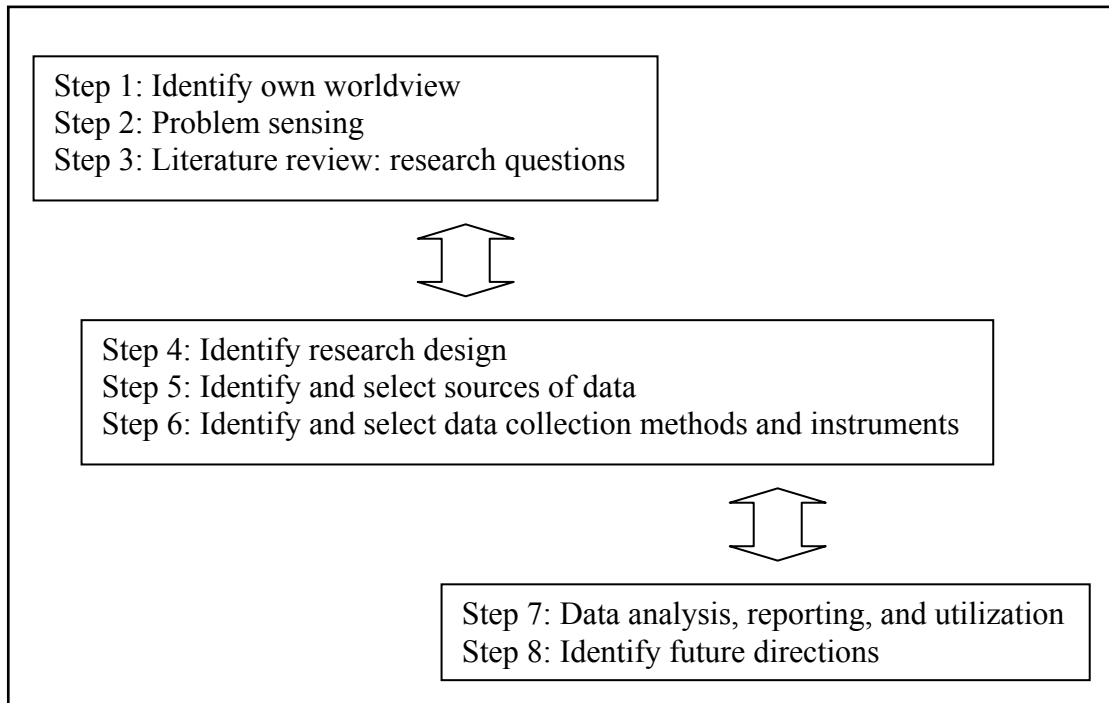 Step 1: Identify own worldview
Step 2: Problem sensing
Step 3: Literature review: research questions
Step 4: Identify research design
Step 5: Identify and select sources of data
Step 6: Identify and select data collection methods and instruments
Step 7: Data analysis, reporting, and utilization
Step 8: Identify future directions